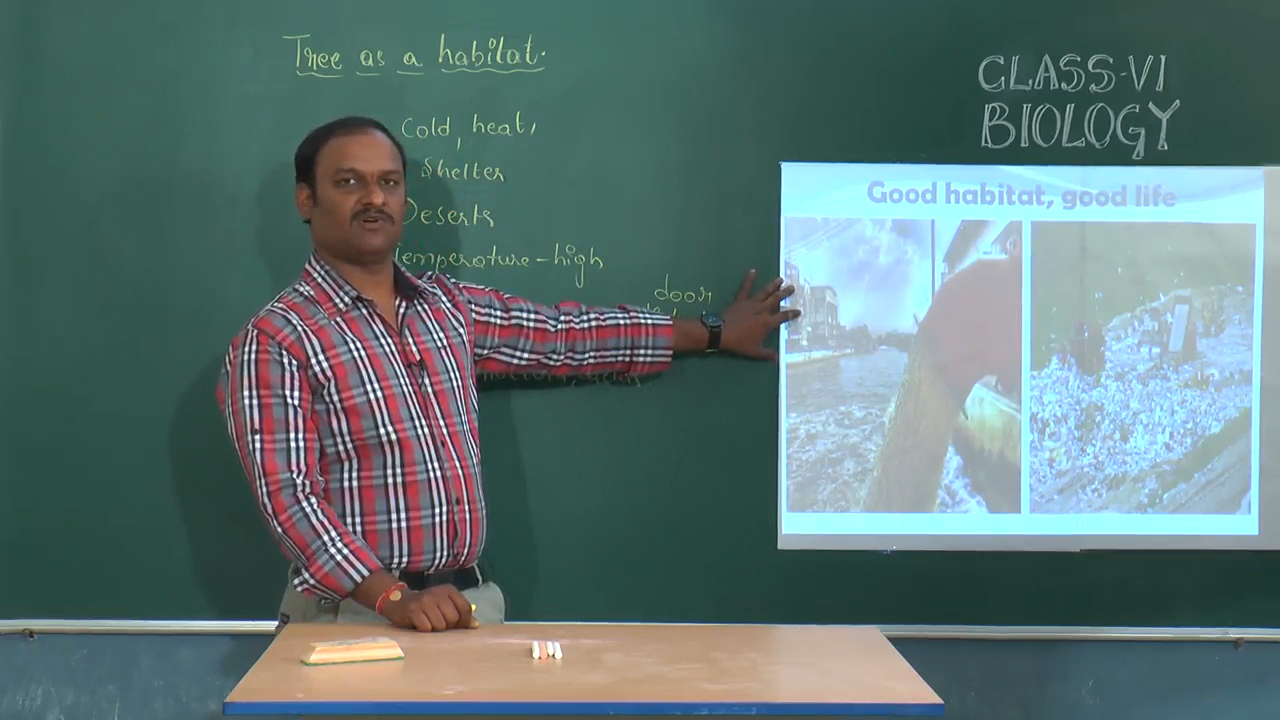 Tree as a habitat.
Cold, heat,
Shelter
Deserts
Temperature - high
door
CLASS-VI
BIOLOGY
Good habitat, good life